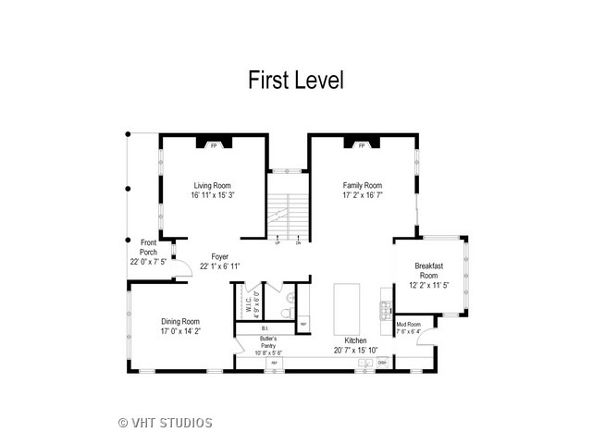 First Level
FP
FP
Living Room
16' 11" x 15' 3"
Family Room
17' 2" x 16' 7"
UP
DN
Front
Porch
22' 0" x 7' 5"
Foyer
22' 1" x 6' 11"
Breakfast
Room
12' 2" x 11' 5"
W.I.C.
4' 9" x 6' 0"
Dining Room
17' 0" x 14' 2"
REF
B.I.
Butler's
Pantry
10' 8" x 5' 8"
Kitchen
20' 7" x 15' 10"
Mud Room
7' 6" x 6' 4"
REF
DISH
© VHT STUDIOS